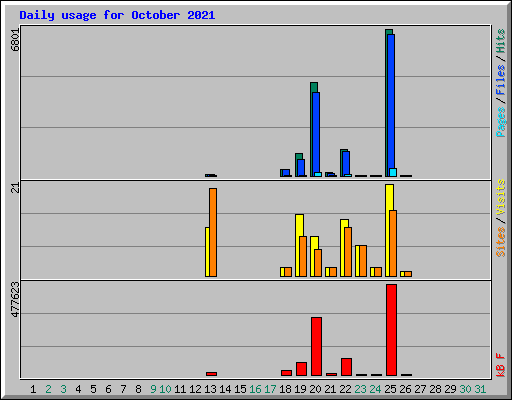 Daily usage for October 2021
6801
21
477623
Pages/Files/Hits
Sites/Visits
kB F
1 2 3 4 5 6 7 8 9 10 11 12 13 14 15 16 17 18 19 20 21 22 23 24 25 26 27 28 29 30 31